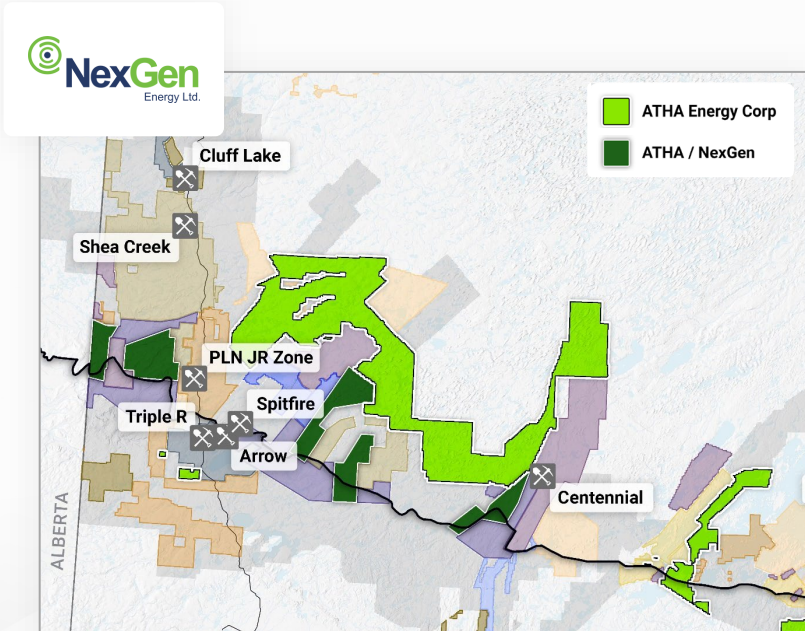 NexGen
Energy Ltd.
ATHA Energy Corp
ATHA / NexGen
Cluff Lake
Shea Creek
PLN JR Zone
Spitfire
Triple R
Arrow
Centennial
ALBERTA